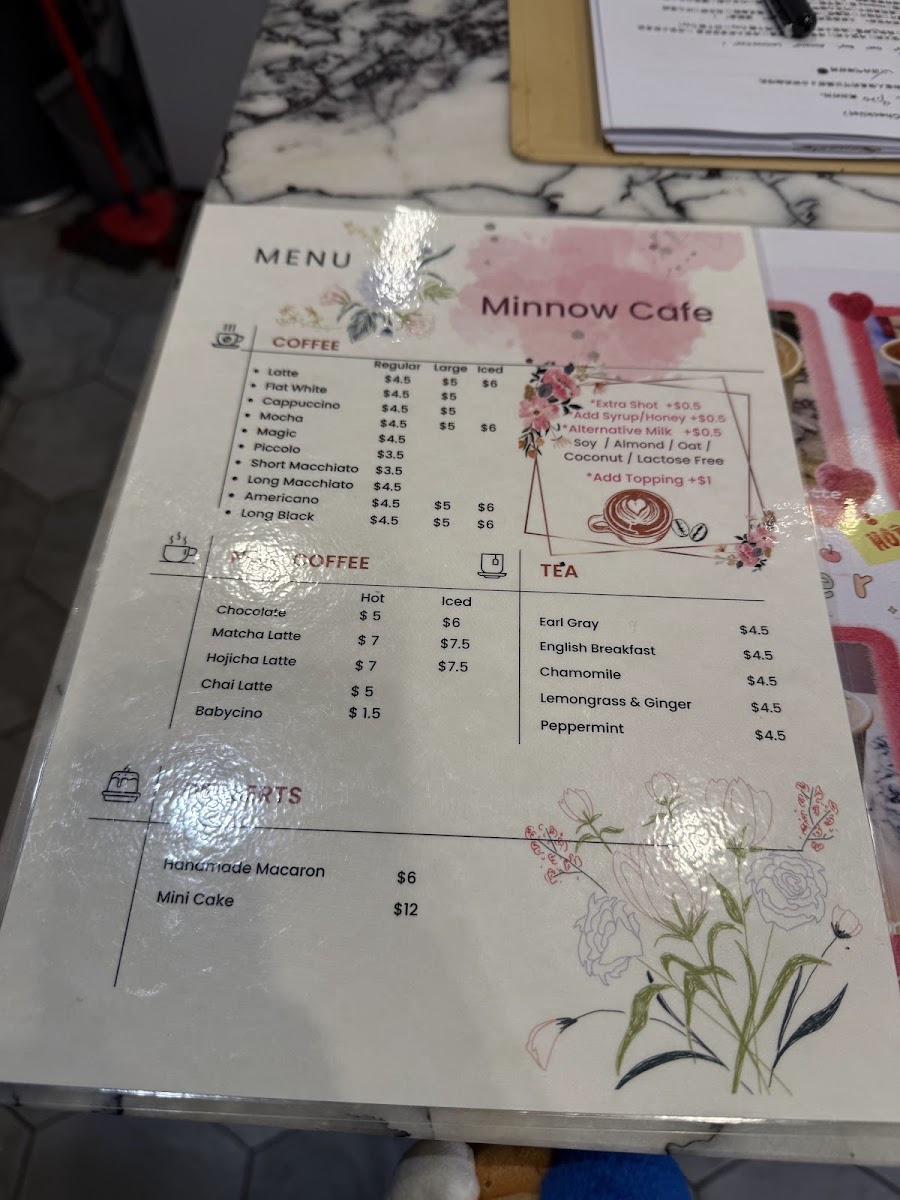 MENU
Minnow Cafe
COFFEE
Regular Large Iced
• Latte $4.5 $5 $6
• Flat White $4.5 $5
• Cappuccino $4.5 $5
• Mocha $4.5 $5 $6
• Magic $4.5
• Piccolo $3.5
• Short Macchiato $3.5
• Long Macchiato $4.5
• Americano $4.5 $5 $6
• Long Black $4.5 $5 $6
*Extra Shot +$0.5
*Add Syrup/Honey +$0.5
*Alternative Milk +$0.5
Soy / Almond / Oat /
Coconut / Lactose Free
*Add Topping +$1
COFFEE
Hot Iced
Chocolate $ 5 $6
Matcha Latte $ 7 $7.5
Hojicha Latte $ 7 $7.5
Chai Latte $ 5
Babycino $ 1.5
TEA
Earl Gray $4.5
English Breakfast $4.5
Chamomile $4.5
Lemongrass & Ginger $4.5
Peppermint $4.5
DESSERTS
Handmade Macaron $6
Mini Cake $12